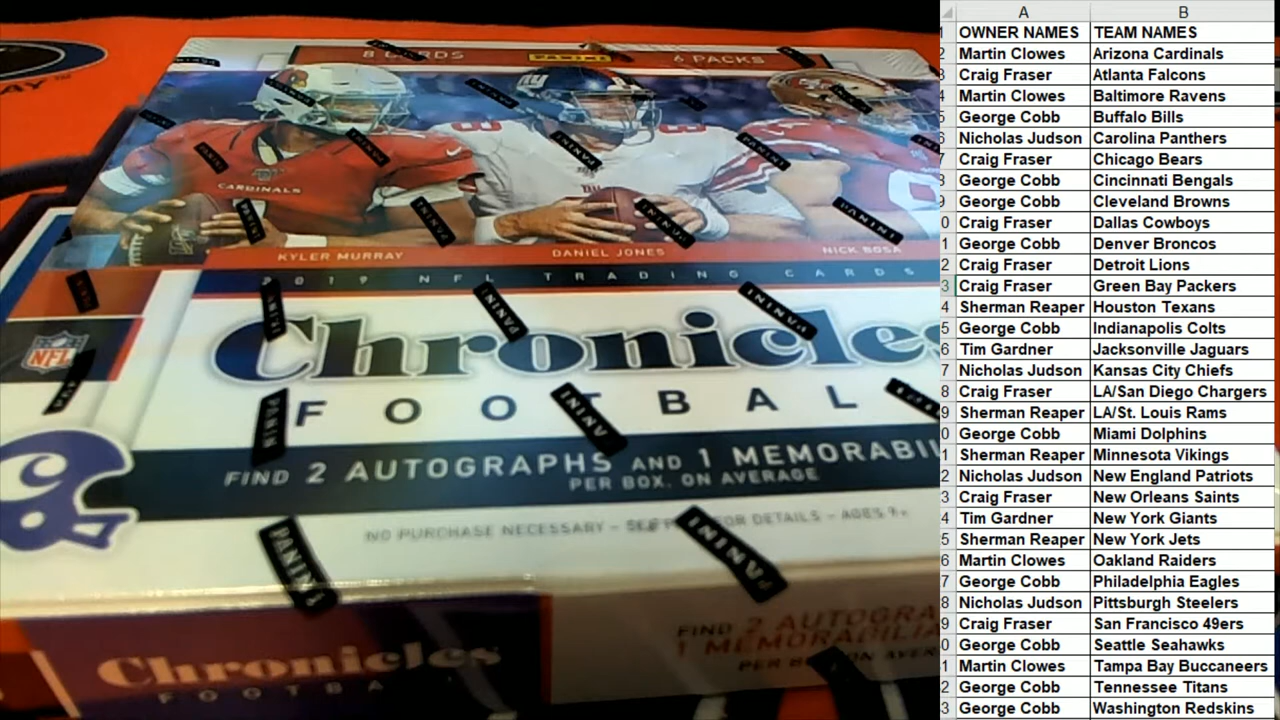 8 CARDS PANINI 6 PACKS
CARDINALS
KYLER MURRAY DANIEL JONES NICK BOSA
2019 NFL TRADING CARDS
NFL
Chronicles
FOOTBAL
FIND 2 AUTOGRAPHS AND 1 MEMORABIL
PER BOX, ON AVERAGE
NO PURCHASE NECESSARY - SEE FOR DETAILS - AGES 9+
PANINI
PANINI
Chronicles
FOOTBA
FIND 2 AUTOGRA
1 MEMORABILIA
PER BOX ON AVER
A B
OWNER NAMES TEAM NAMES
Martin Clowes Arizona Cardinals
Craig Fraser Atlanta Falcons
Martin Clowes Baltimore Ravens
George Cobb Buffalo Bills
Nicholas Judson Carolina Panthers
Craig Fraser Chicago Bears
George Cobb Cincinnati Bengals
George Cobb Cleveland Browns
Craig Fraser Dallas Cowboys
George Cobb Denver Broncos
Craig Fraser Detroit Lions
Craig Fraser Green Bay Packers
Sherman Reaper Houston Texans
George Cobb Indianapolis Colts
Tim Gardner Jacksonville Jaguars
Nicholas Judson Kansas City Chiefs
Craig Fraser LA/San Diego Chargers
Sherman Reaper LA/St. Louis Rams
George Cobb Miami Dolphins
Sherman Reaper Minnesota Vikings
Nicholas Judson New England Patriots
Craig Fraser New Orleans Saints
Tim Gardner New York Giants
Sherman Reaper New York Jets
Martin Clowes Oakland Raiders
George Cobb Philadelphia Eagles
Nicholas Judson Pittsburgh Steelers
Craig Fraser San Francisco 49ers
George Cobb Seattle Seahawks
Martin Clowes Tampa Bay Buccaneers
George Cobb Tennessee Titans
George Cobb Washington Redskins